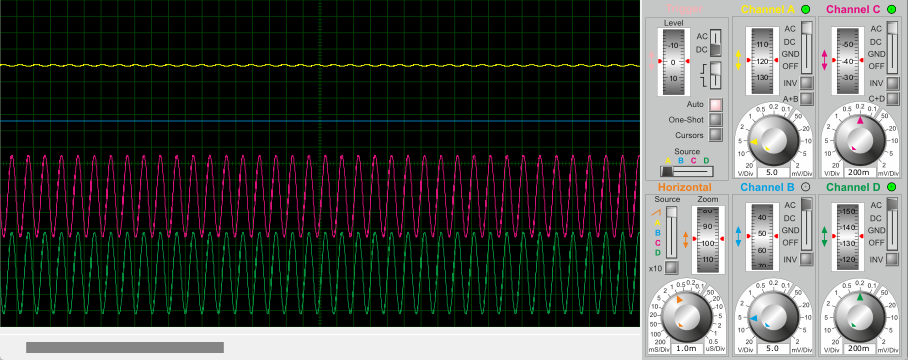 Trigger Channel A Channel C
Level
-10
0
10
AC
DC
Auto
One-Shot
Cursors
Source
A B C D
110
120
130
AC
DC
GND
OFF
INV
A+B
0.5 0.2 0.1
1 50
2 20
5 10
10 5
20 2
V/Div 5.0 mV/Div
-50
-40
-30
AC
DC
GND
OFF
INV
C+D
0.5 0.2 0.1
1 50
2 20
5 10
10 5
20 2
V/Div 200m mV/Div
Horizontal Channel B Channel D
Source Zoom
A
B
C
D
x10
80
90
100
110
1 0.5 0.2 0.1
2 50
5 20
10 10
20 5
50 2
100 1
200 0.5
mS/Div 1.0m uS/Div
40
50
60
70
AC
DC
GND
OFF
INV
0.5 0.2 0.1
1 50
2 20
5 10
10 5
20 2
V/Div 5.0 mV/Div
-150
-140
-130
-120
AC
DC
GND
OFF
INV
0.5 0.2 0.1
1 50
2 20
5 10
10 5
20 2
V/Div 200m mV/Div